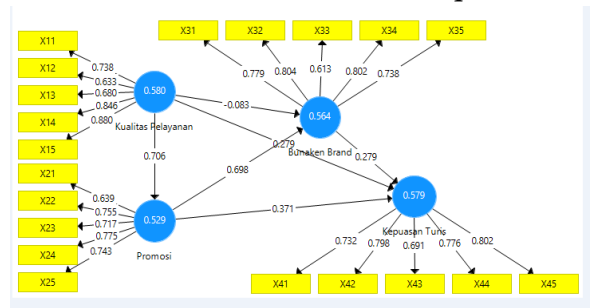 X11
X12
X13
X14
X15
X21
X22
X23
X24
X25
0.738
0.633
0.680
0.846
0.880
0.639
0.755
0.717
0.775
0.743
0.580
Kualitas Pelayanan
0.706
0.529
Promosi
-0.083
0.279
0.698
0.371
X31
X32
X33
X34
X35
0.779
0.804
0.613
0.802
0.738
0.564
Bunaken Brand
0.279
0.579
Kepuasan Turis
0.732
0.798
0.691
0.776
0.802
X41
X42
X43
X44
X45